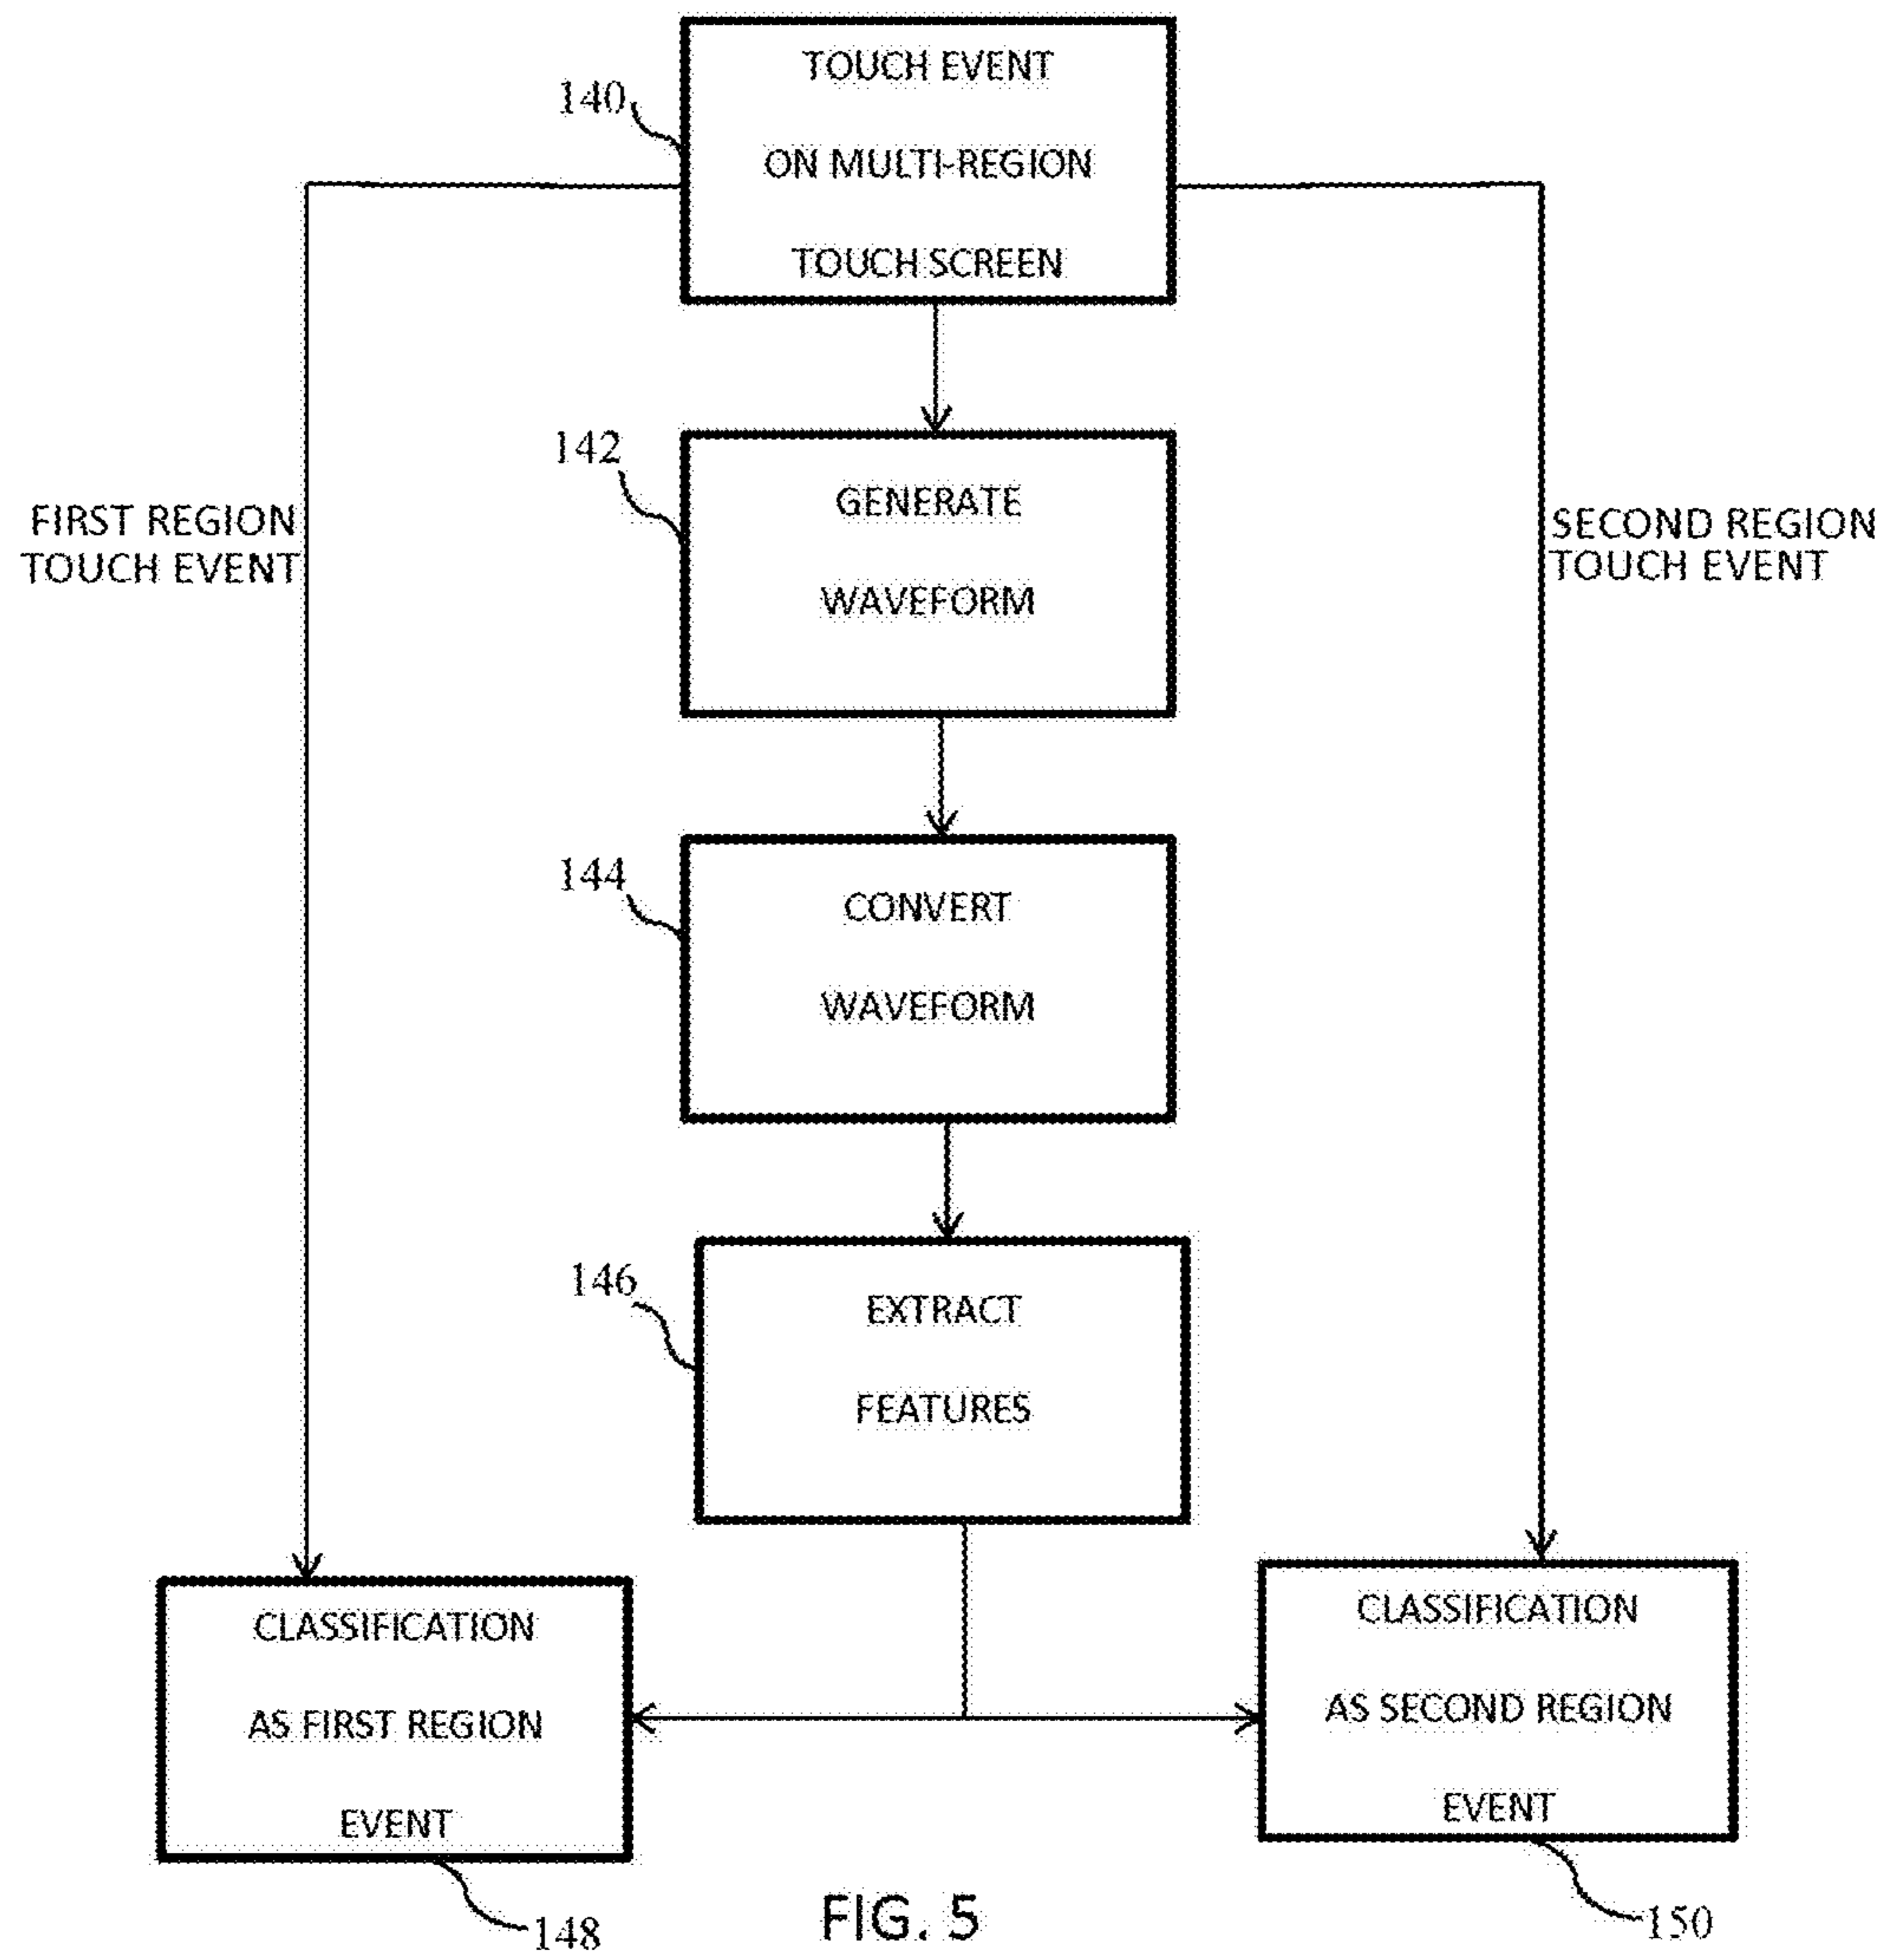 TOUCH EVENT
ON MULTI-REGION
TOUCH SCREEN
140
142
GENERATE
WAVEFORM
FIRST REGION
TOUCH EVENT
SECOND REGION
TOUCH EVENT
144
CONVERT
WAVEFORM
146
EXTRACT
FEATURES
CLASSIFICATION
AS FIRST REGION
EVENT
148
CLASSIFICATION
AS SECOND REGION
EVENT
150
FIG. 5